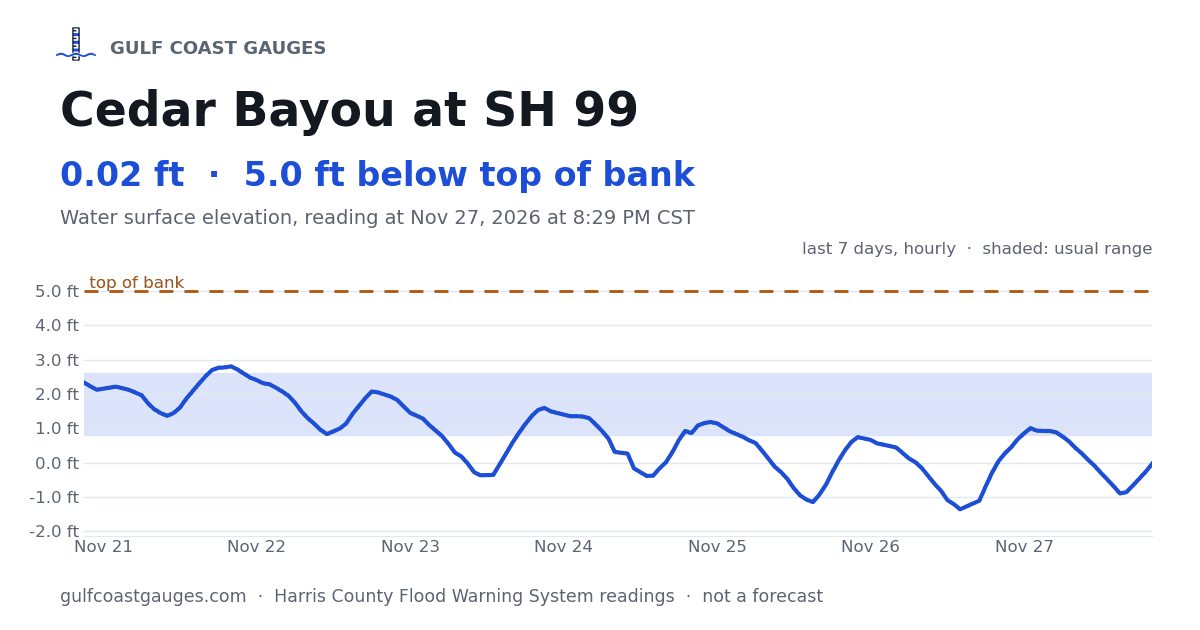 GULF COAST GAUGES
Cedar Bayou at SH 99
0.02 ft · 5.0 ft below top of bank
Water surface elevation, reading at Nov 27, 2026 at 8:29 PM CST
last 7 days, hourly · shaded: usual range
top of bank
5.0 ft
4.0 ft
3.0 ft
2.0 ft
1.0 ft
0.0 ft
-1.0 ft
-2.0 ft
Nov 21 Nov 22 Nov 23 Nov 24 Nov 25 Nov 26 Nov 27
gulfcoastgauges.com · Harris County Flood Warning System readings · not a forecast